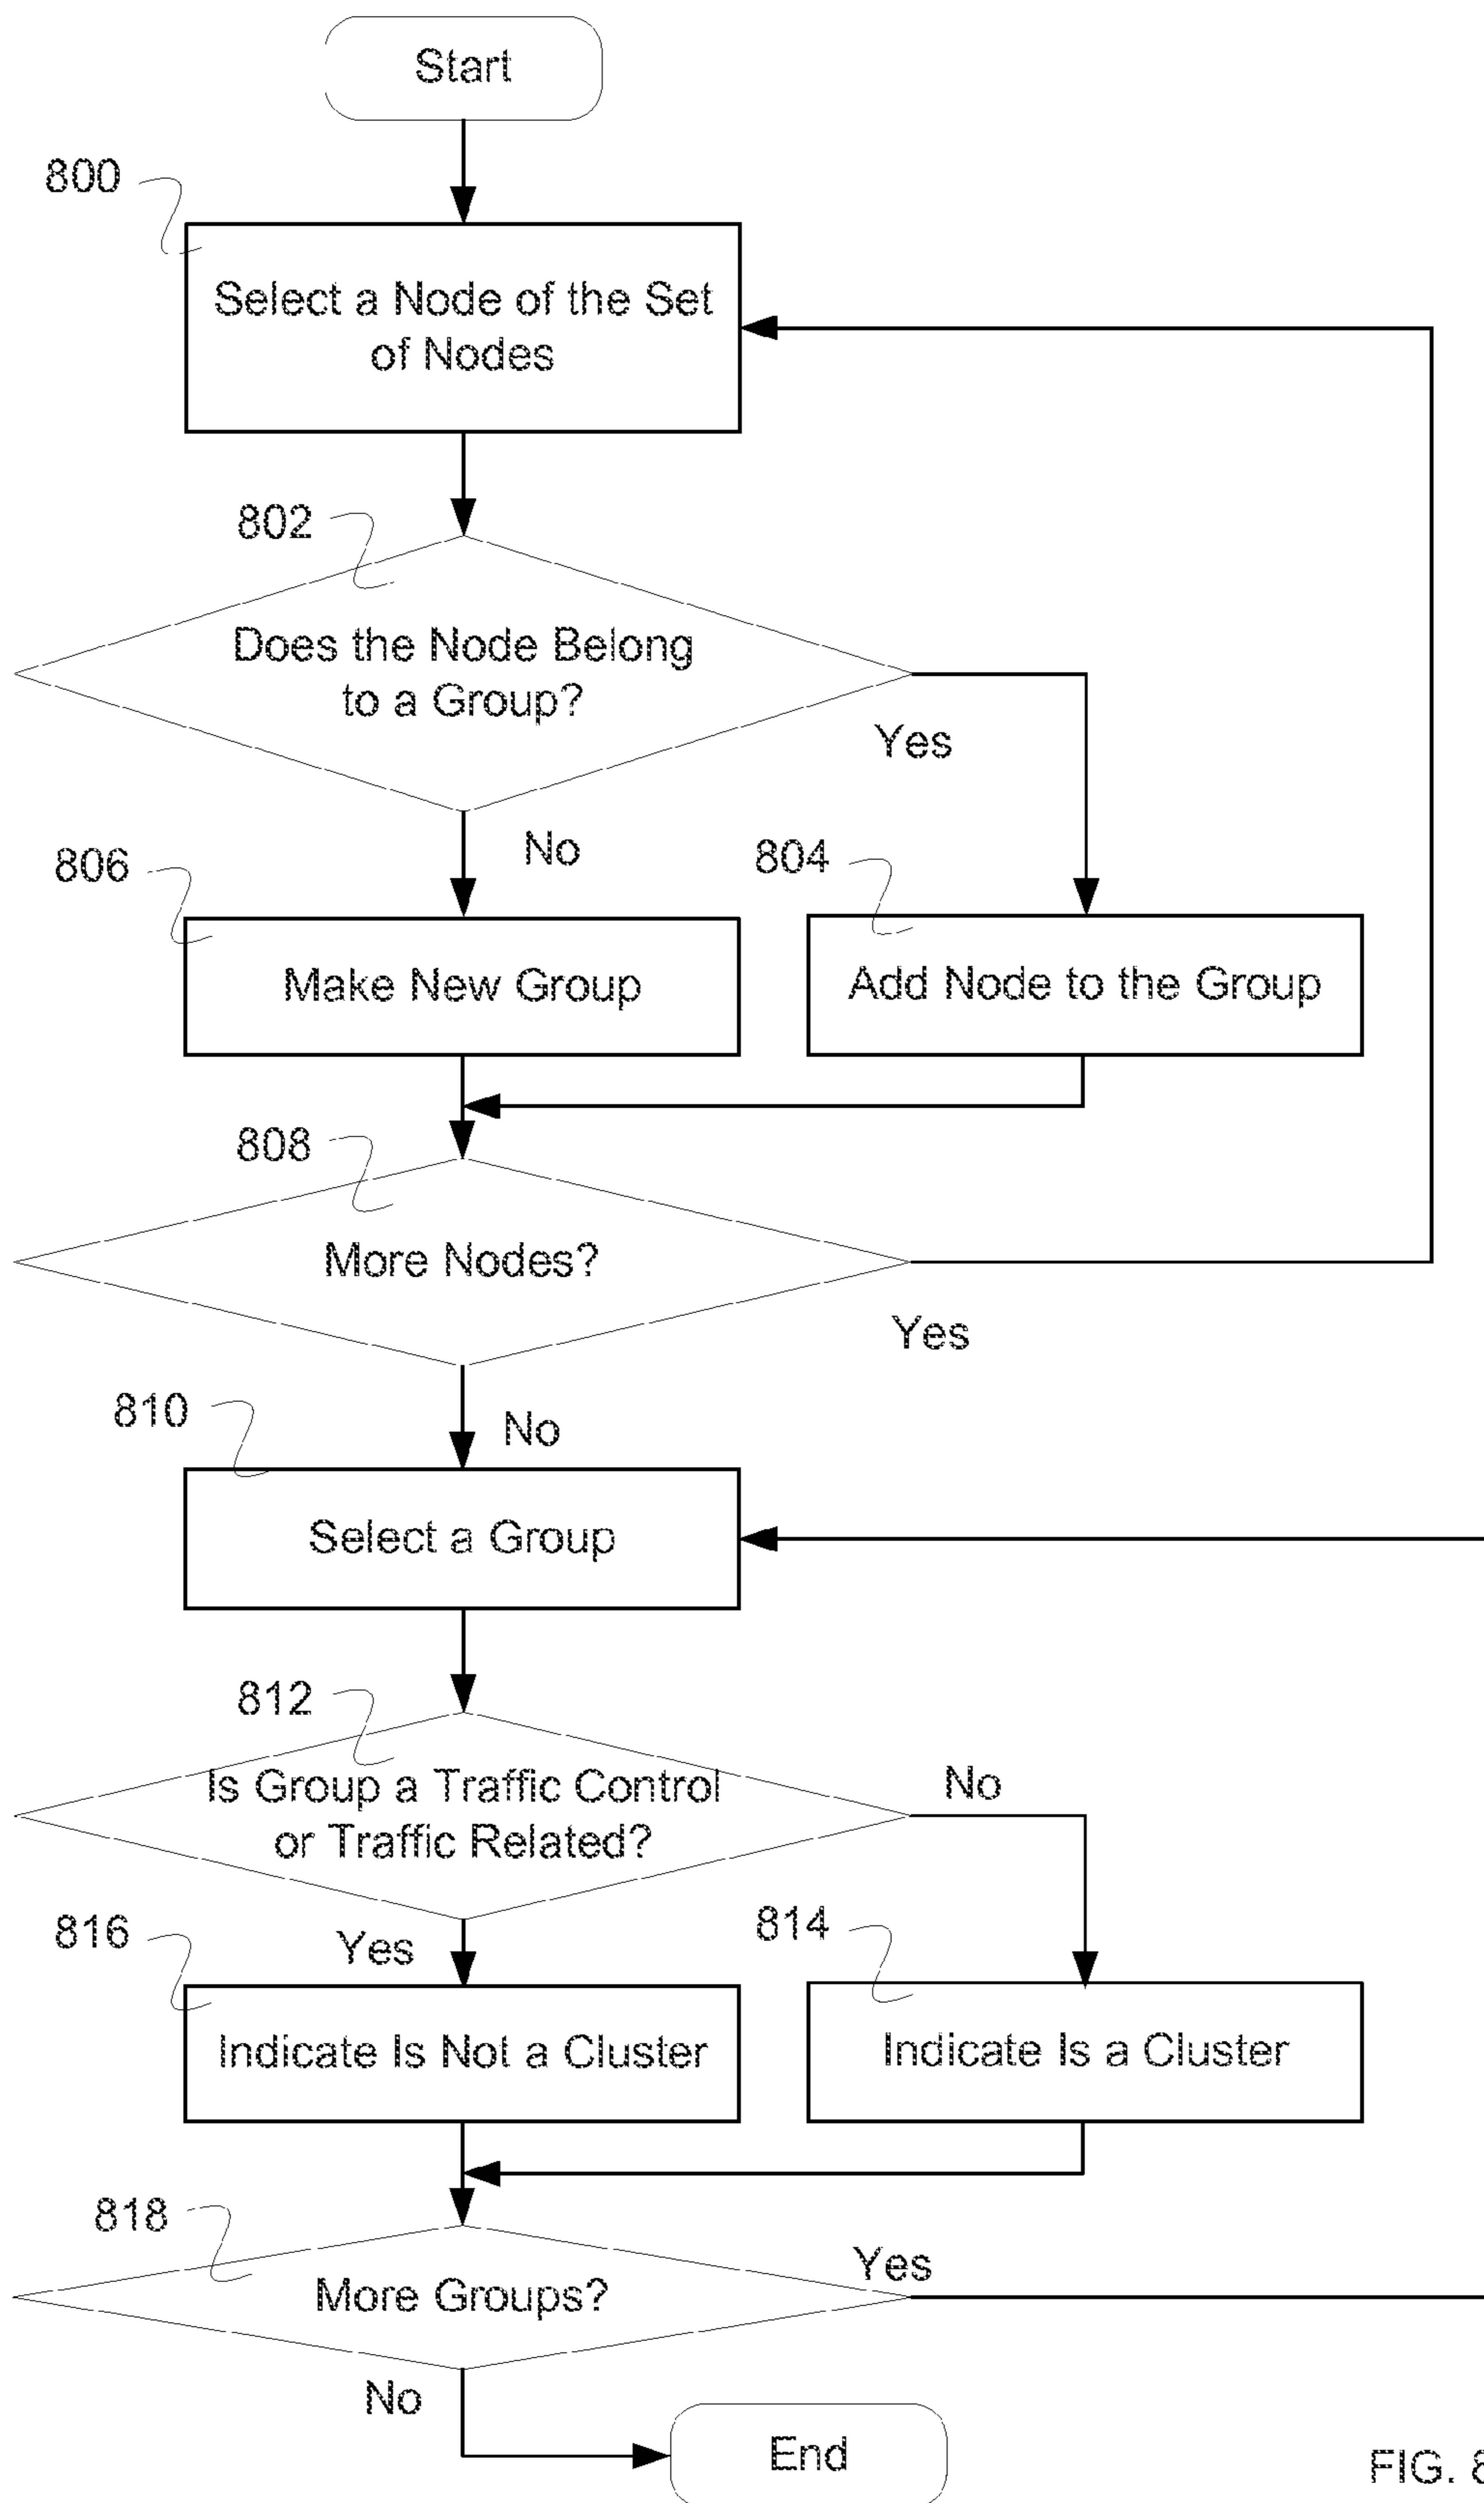 Start
800
Select a Node of the Set
of Nodes
802
Does the Node Belong
to a Group?
Yes
No
806
804
Make New Group
Add Node to the Group
808
More Nodes?
Yes
810
No
Select a Group
812
Is Group a Traffic Control
or Traffic Related?
No
816
Yes
814
Indicate Is Not a Cluster
Indicate Is a Cluster
818
Yes
More Groups?
No
End
FIG. 8